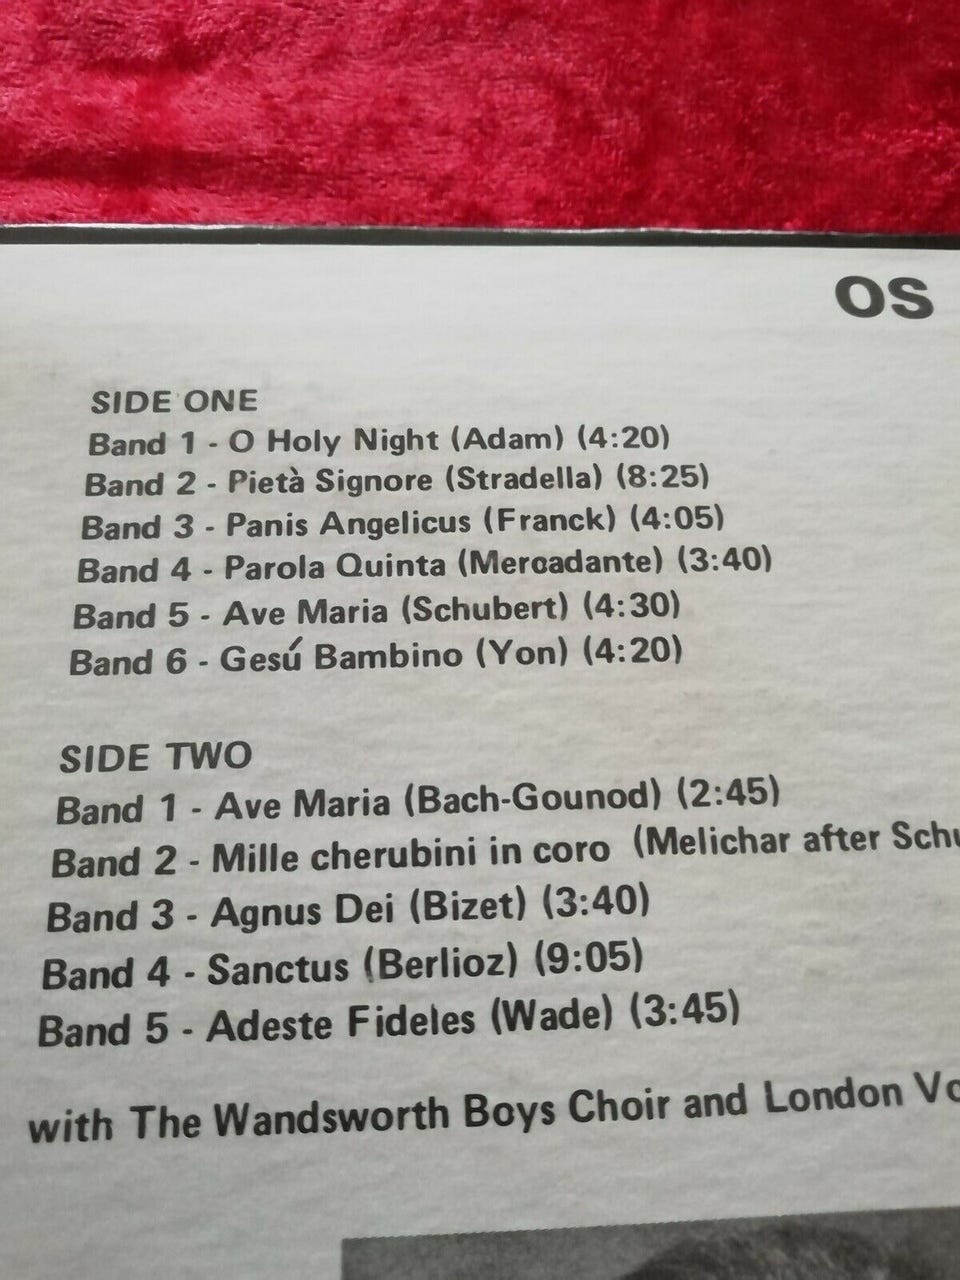 OS
SIDE ONE
Band 1 - O Holy Night (Adam) (4:20)
Band 2 - Pietà Signore (Stradella) (8:25)
Band 3 - Panis Angelicus (Franck) (4:05)
Band 4 - Parola Quinta (Mercadante) (3:40)
Band 5 - Ave Maria (Schubert) (4:30)
Band 6 - Gesú Bambino (Yon) (4:20)
SIDE TWO
Band 1 - Ave Maria (Bach-Gounod) (2:45)
Band 2 - Mille cherubini in coro (Melichar after
Band 3 - Agnus Dei (Bizet) (3:40)
Band 4 - Sanctus (Berlioz) (9:05)
Band 5 - Adeste Fideles (Wade) (3:45)
with The Wandsworth Boys Choir and London